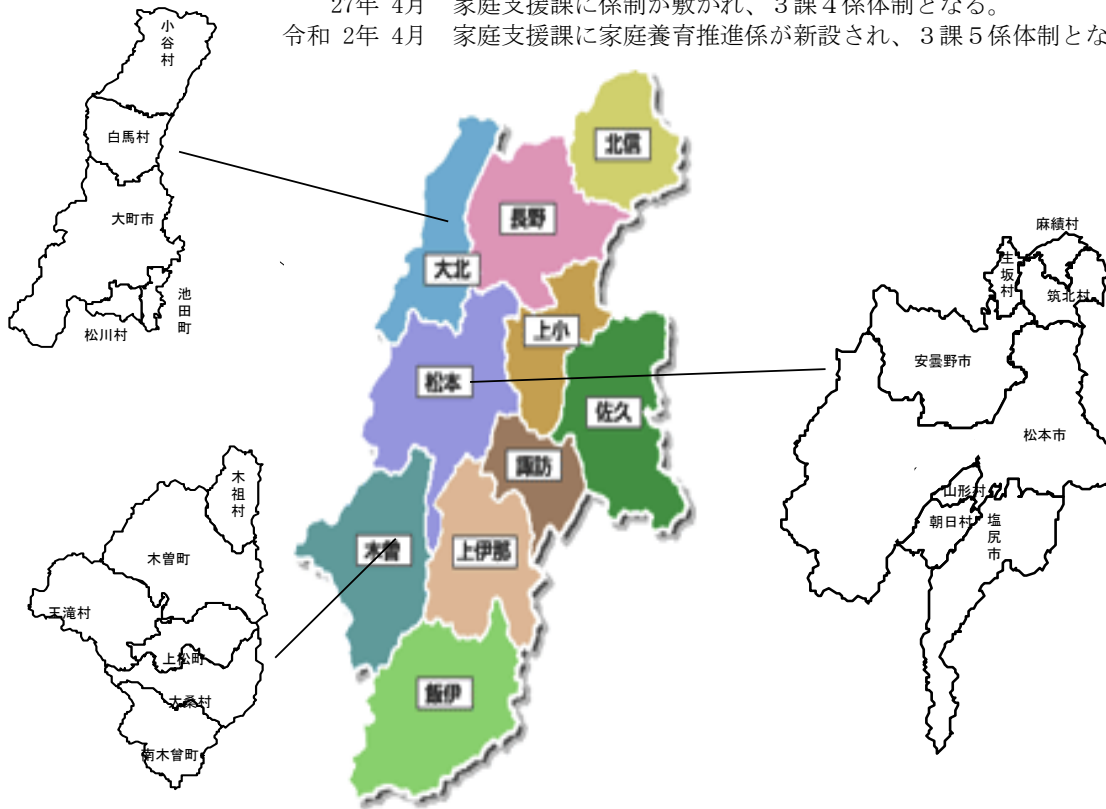 27年 4月 家庭支援課に係制が敷かれ、3課4係体制となる。
令和 2年 4月 家庭支援課に家庭養育推進係が新設され、3課5係体制とな
小谷村
白馬村
大町市
池田町
松川村
北信
長野
大北
上小
松本
佐久
諏訪
木曽
上伊那
飯伊
麻績村
生坂村
筑北村
安曇野市
松本市
山形村
朝日村
塩尻市
木祖村
木曽町
王滝村
上松町
大桑村
南木曾町